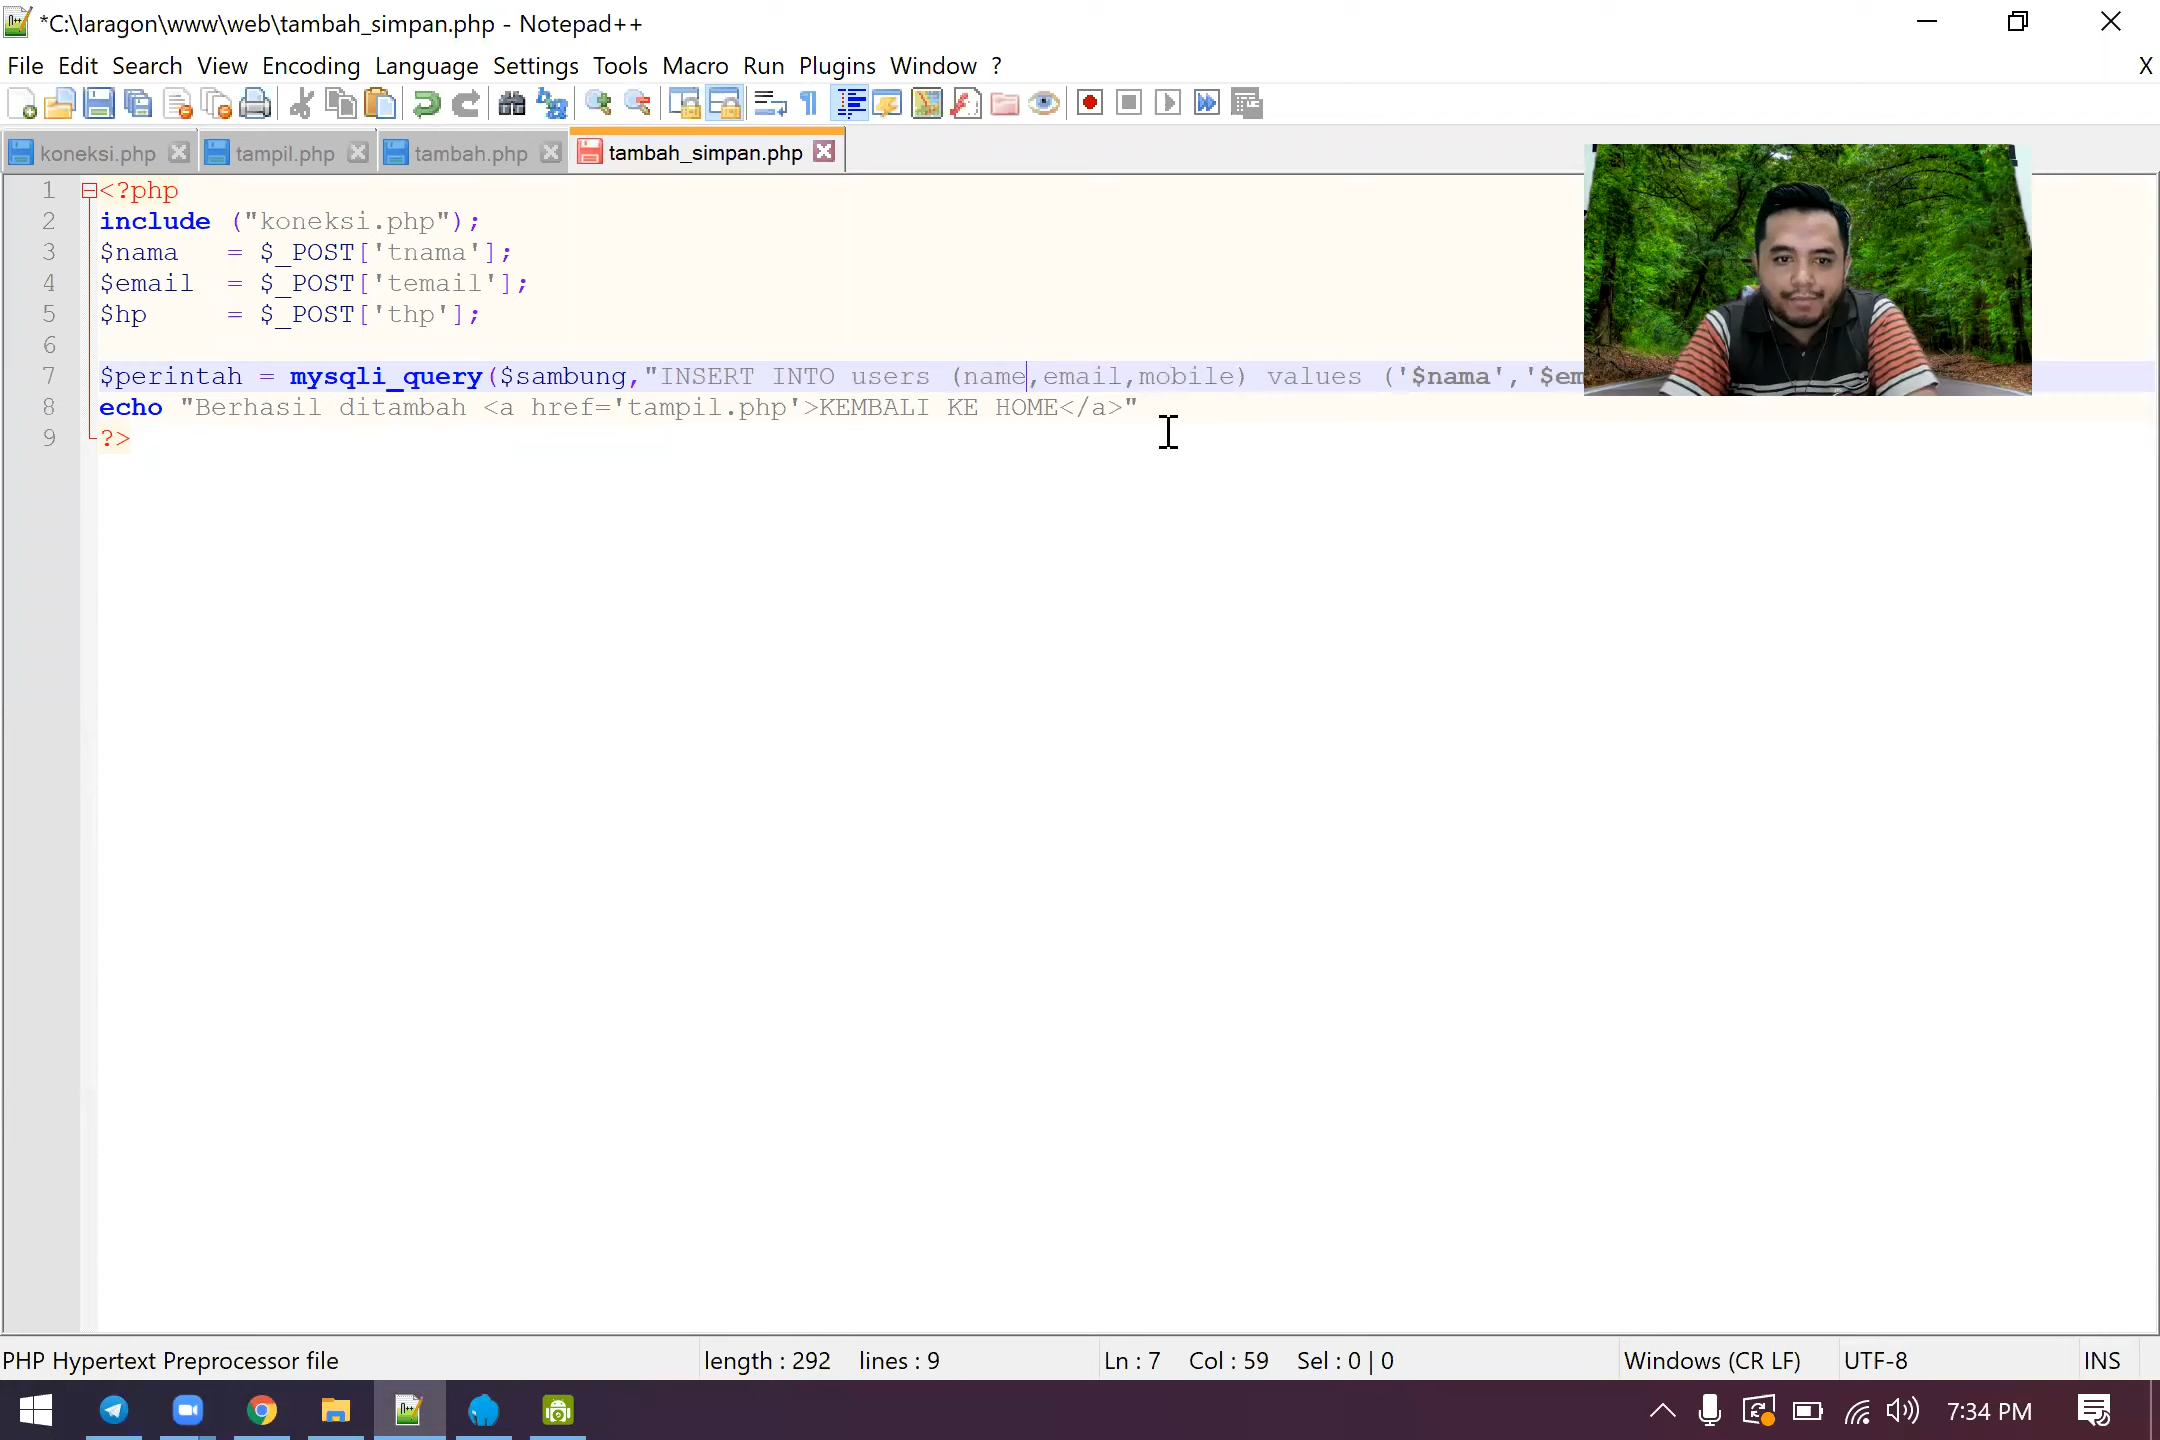 *C:\laragon\www\web\tambah_simpan.php - Notepad++
File Edit Search View Encoding Language Settings Tools Macro Run Plugins Window ? X
koneksi.php tampil.php tambah.php tambah_simpan.php
1 <?php
2 include ("koneksi.php");
3 $nama = $_POST['tnama'];
4 $email = $_POST['temail'];
5 $hp = $_POST['thp'];
6
7 $perintah = mysqli_query($sambung,"INSERT INTO users (name,email,mobile) values ('$nama','$em
8 echo "Berhasil ditambah <a href='tampil.php'>KEMBALI KE HOME</a>"
9 ?>
PHP Hypertext Preprocessor file length : 292 lines : 9 Ln : 7 Col : 59 Sel : 0 | 0 Windows (CR LF) UTF-8 INS
7:34 PM